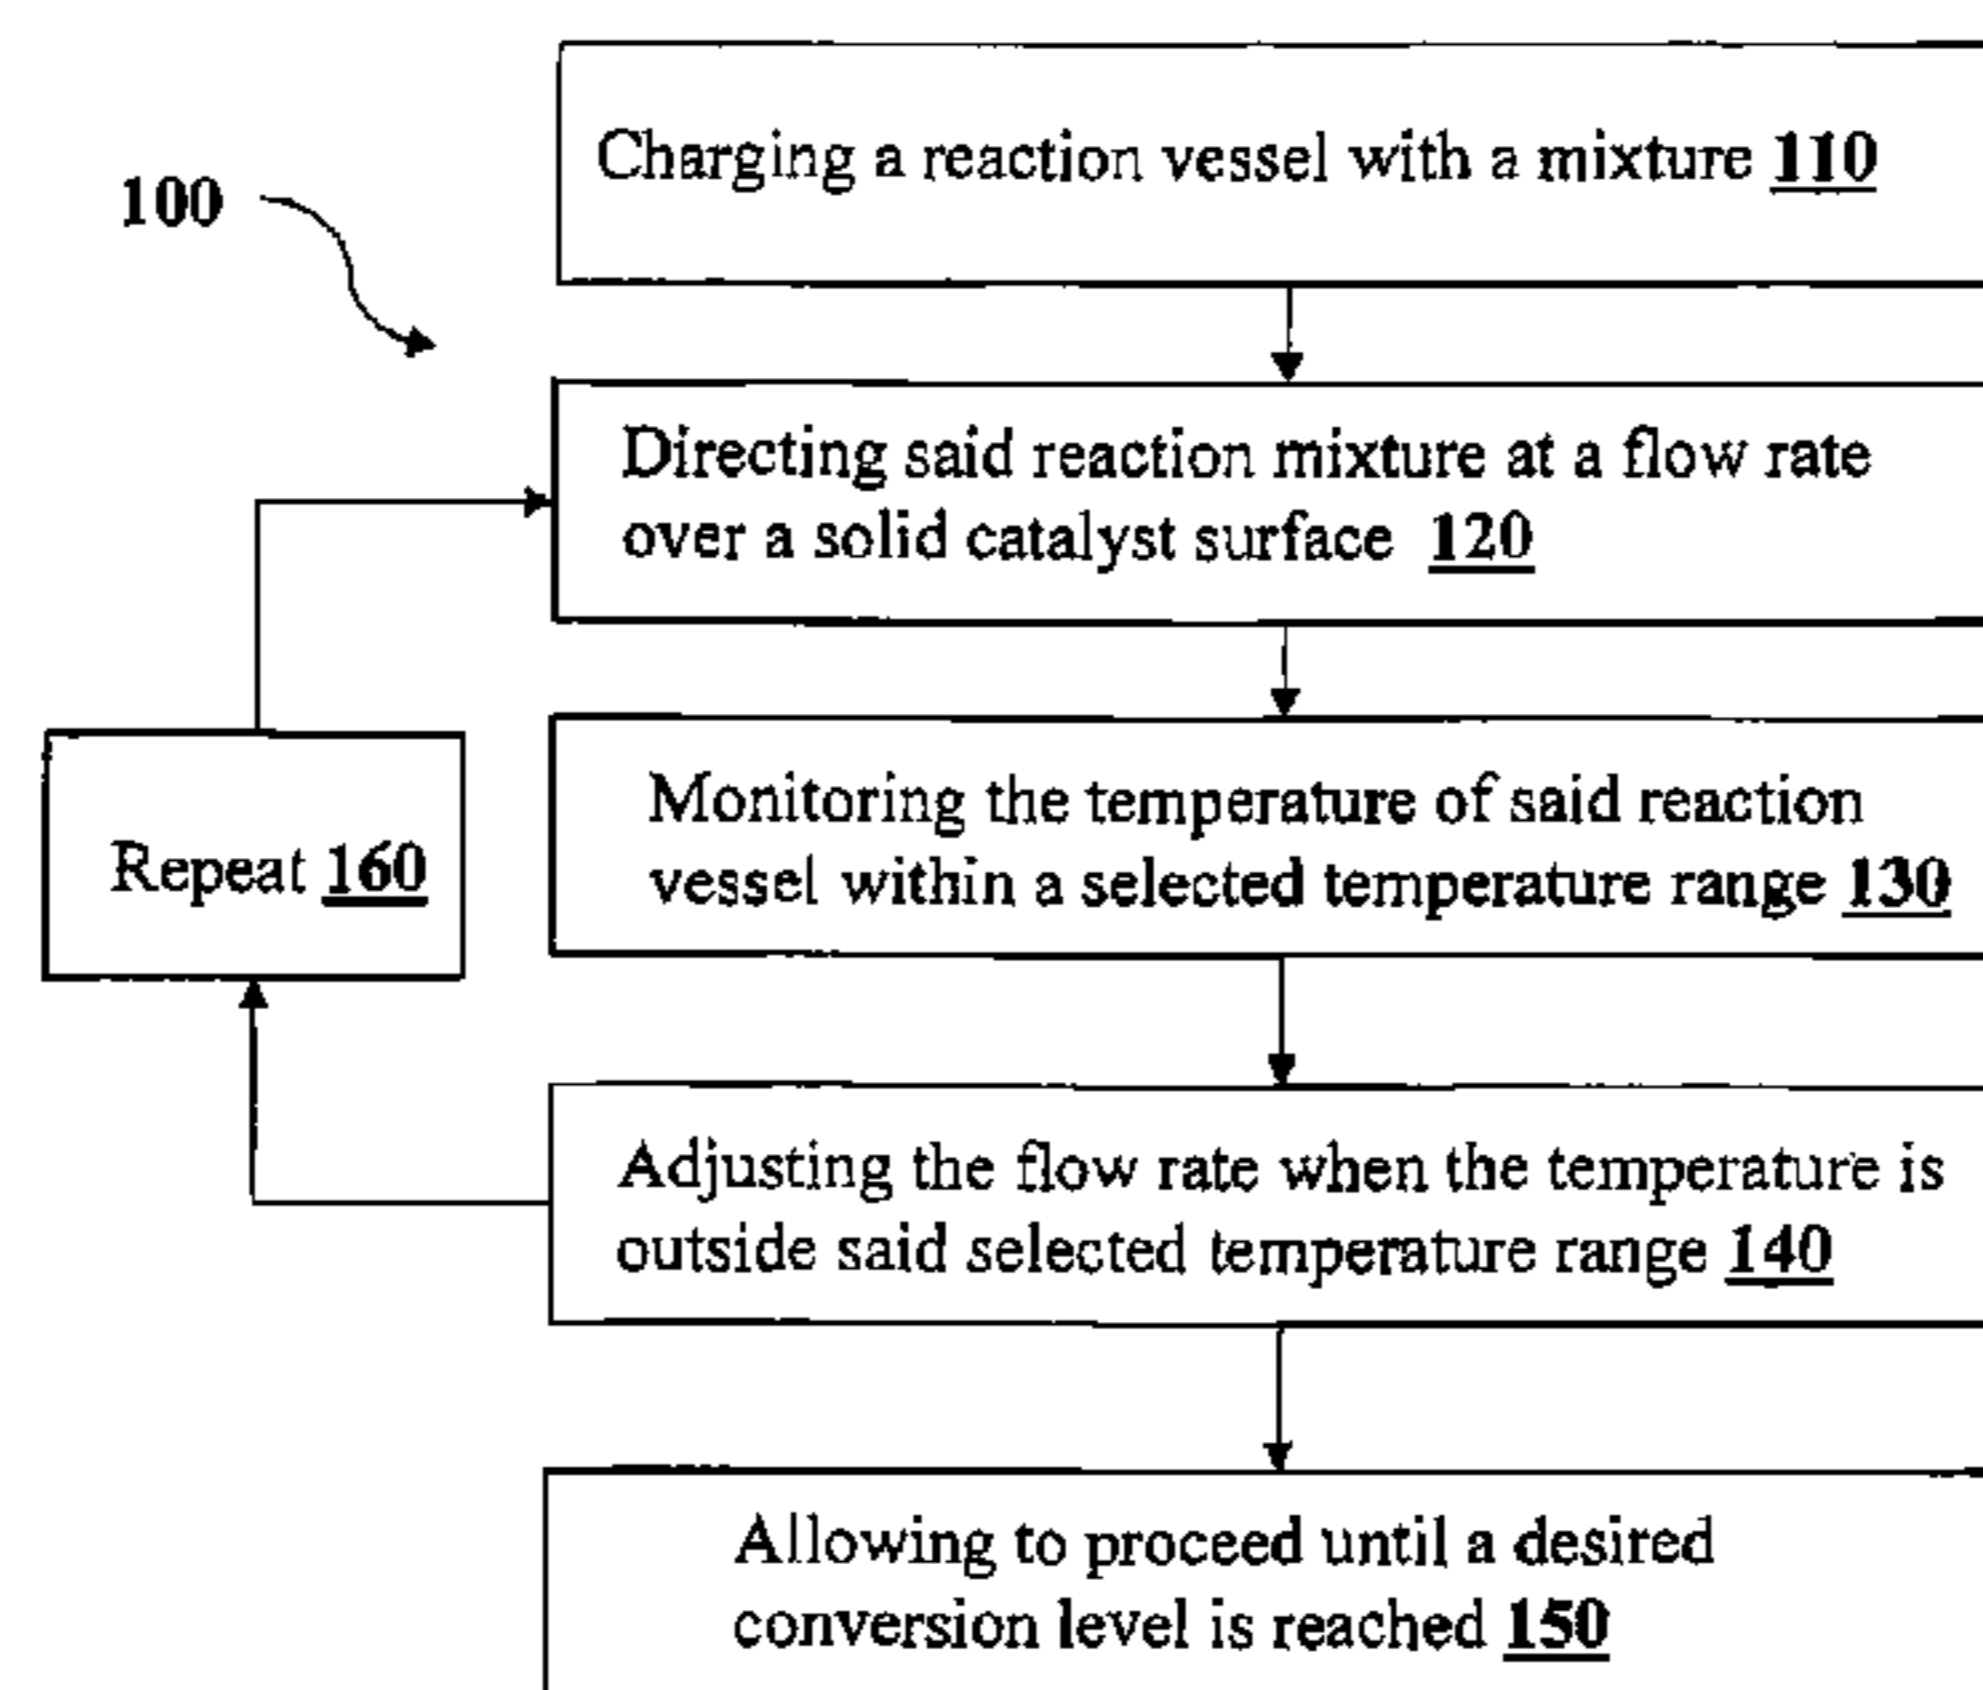 Charging a reaction vessel with a mixture 110
100
Directing said reaction mixture at a flow rate
over a solid catalyst surface 120
Monitoring the temperature of said reaction
vessel within a selected temperature range 130
Repeat 160
Adjusting the flow rate when the temperature is
outside said selected temperature range 140
Allowing to proceed until a desired
conversion level is reached 150